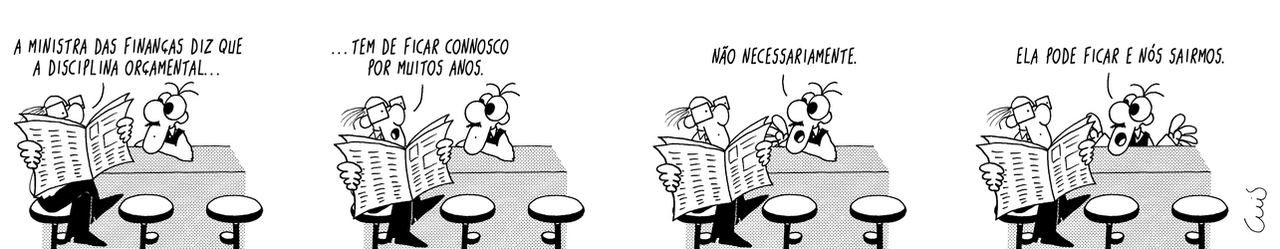 A MINISTRA DAS FINANÇAS DIZ QUE
A DISCIPLINA ORÇAMENTAL...
...TEM DE FICAR CONNOSCO
POR MUITOS ANOS.
NÃO NECESSARIAMENTE.
ELA PODE FICAR E NÓS SAIRMOS.
Luís